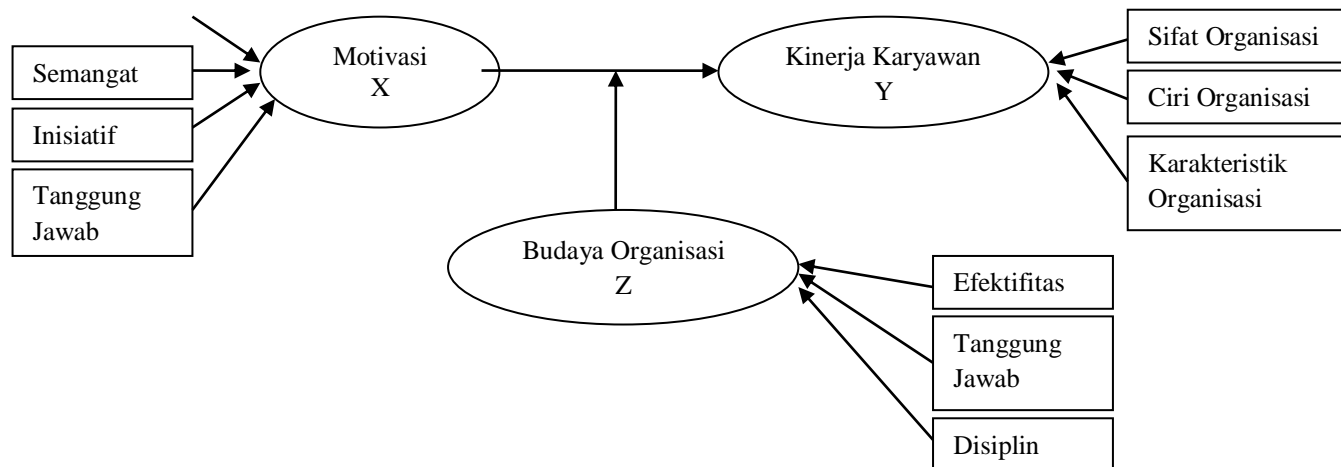 Semangat
Inisiatif
Tanggung
Jawab
Motivasi
X
Kinerja Karyawan
Y
Sifat Organisasi
Ciri Organisasi
Karakteristik
Organisasi
Budaya Organisasi
Z
Efektifitas
Tanggung
Jawab
Disiplin